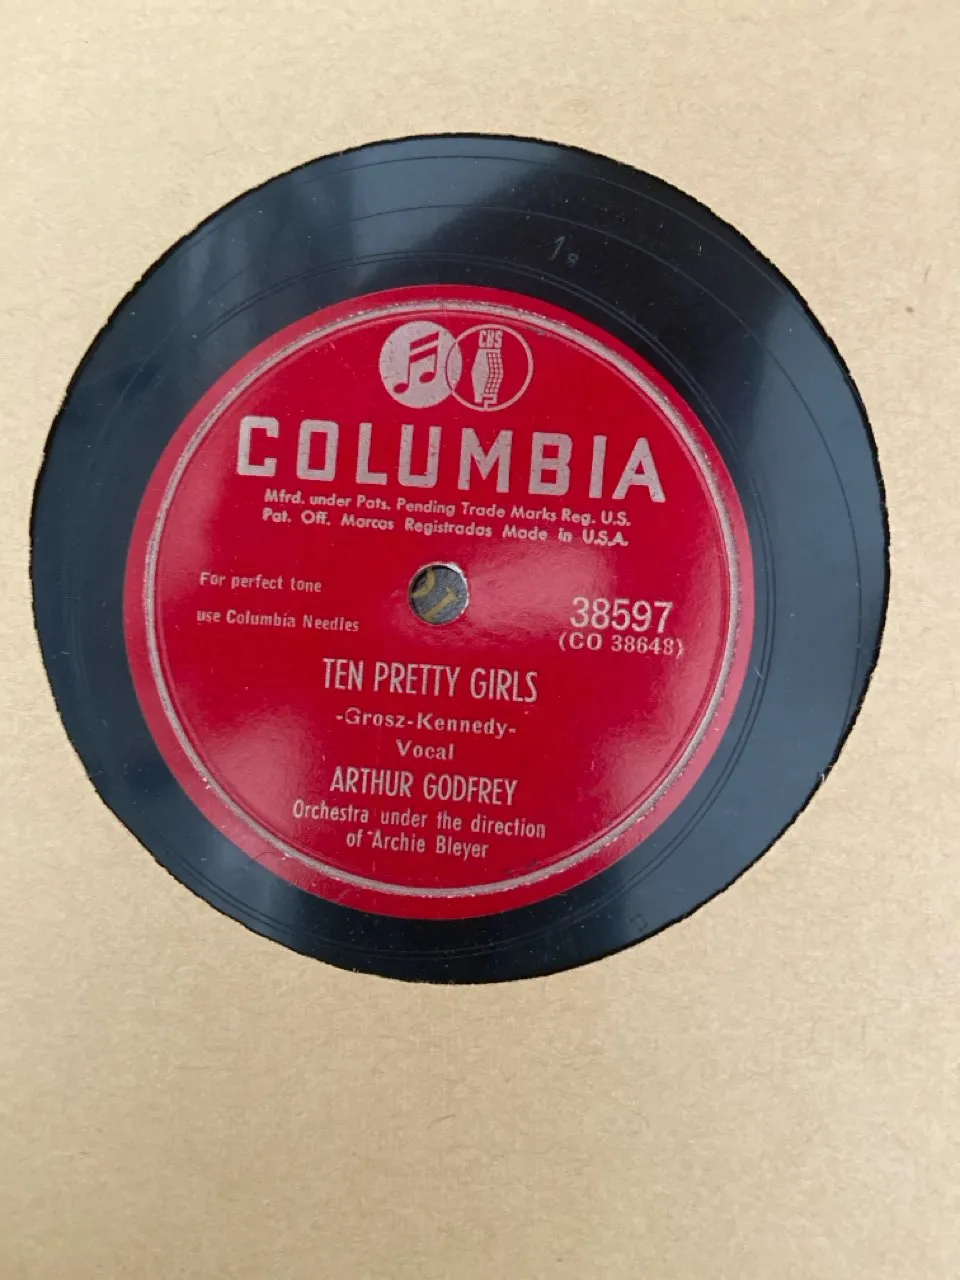 18
CBS
COLUMBIA
Mfrd. under Pats. Pending Trade Marks Reg. U.S.
Pat. Off. Marcas Registradas Made in U.S.A.
For perfect tone
use Columbia Needles
38597
(CO 38648)
TEN PRETTY GIRLS
-Grosz-Kennedy-
Vocal
ARTHUR GODFREY
Orchestra under the direction
of Archie Bleyer